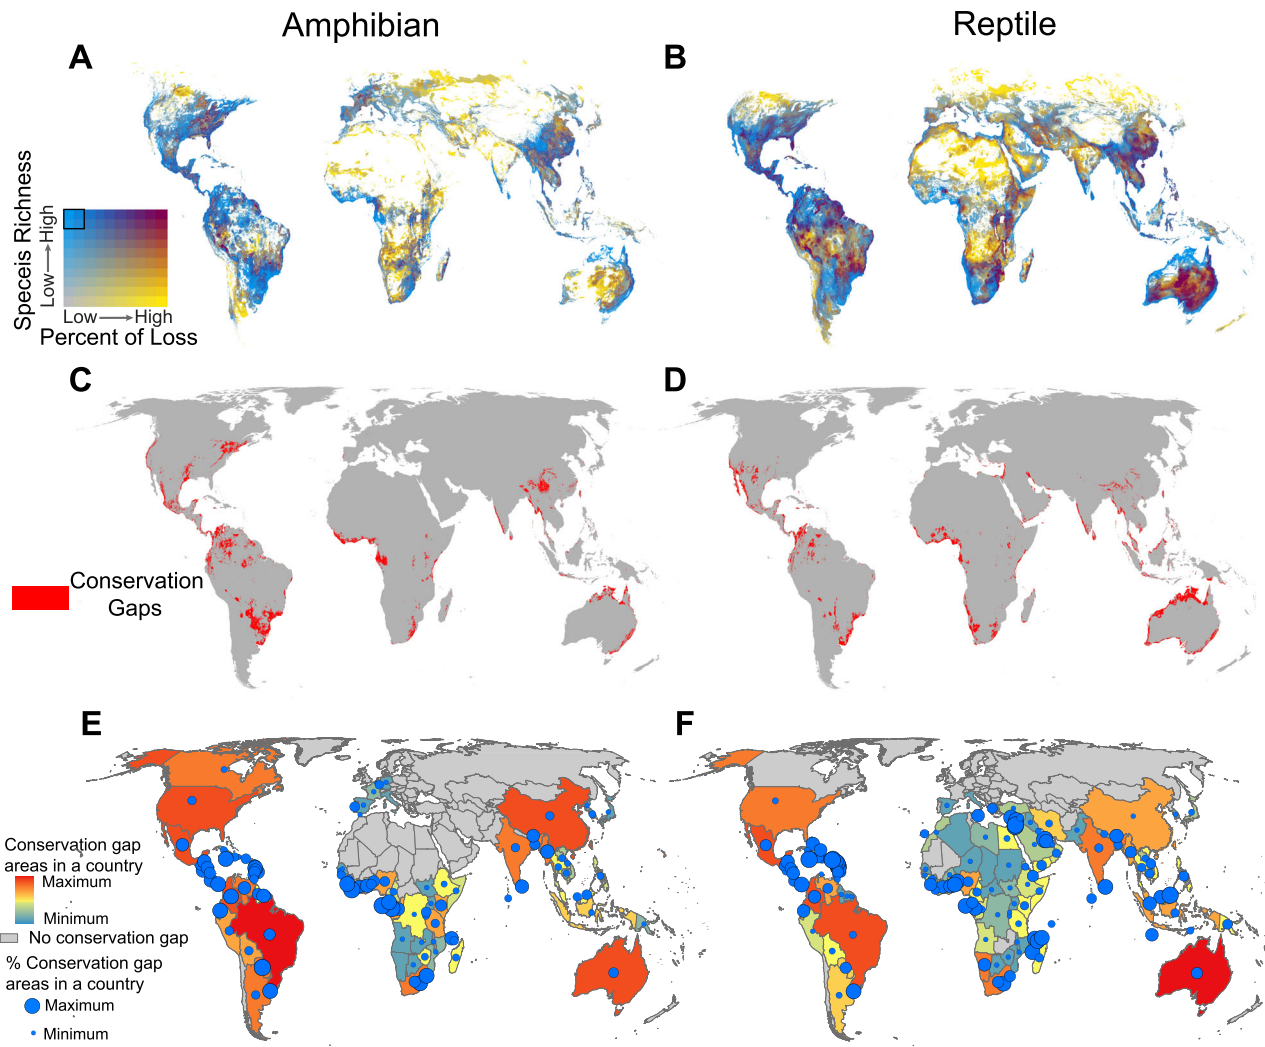 Amphibian
Reptile
A
B
Speceis Richness
Low
High
Low
High
Percent of Loss
C
D
Conservation
Gaps
E
F
Conservation gap
areas in a country
Maximum
Minimum
No conservation gap
% Conservation gap
areas in a country
Maximum
Minimum